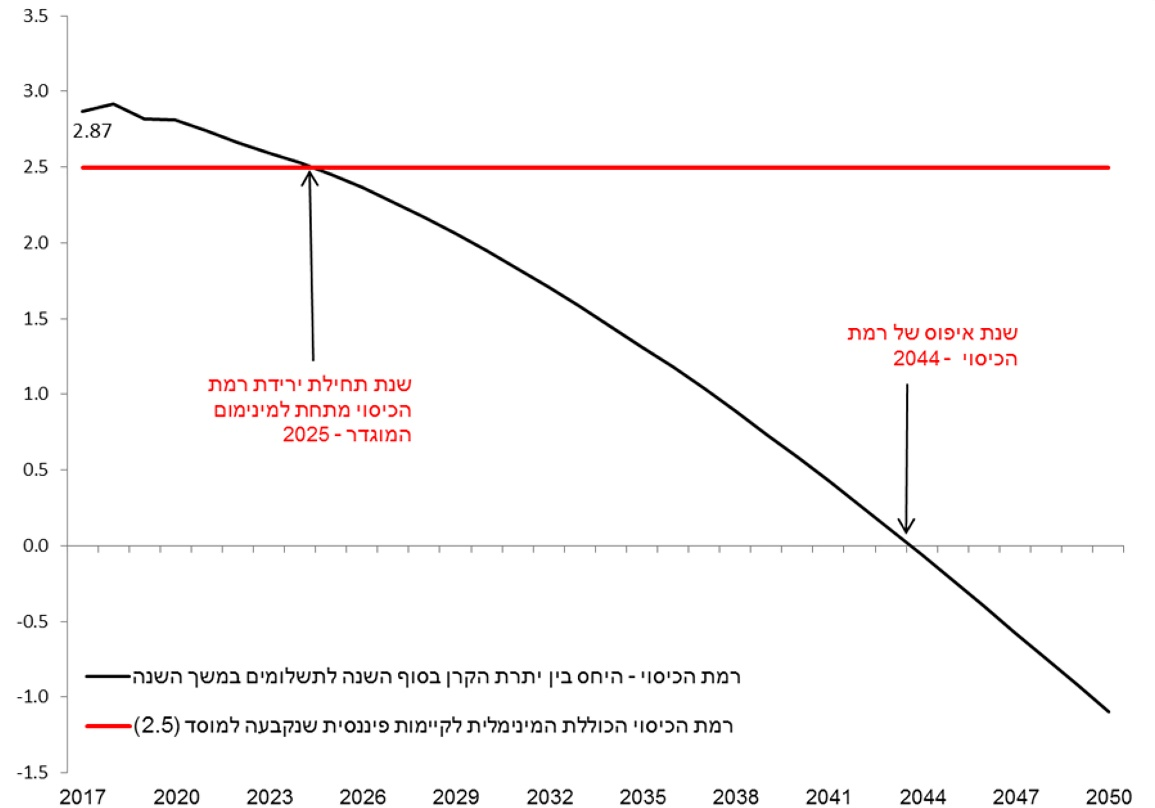 3.5
3.0
2.87
2.5
2.0
1.5
שנת איפוס של רמת
הכיסוי - 2044
שנת תחילת ירידת רמת
הכיסוי מתחת למינימום
המוגדר - 2025
1.0
0.5
0.0
-0.5
רמת הכיסוי - היחס בין יתרת הקרן בסוף השנה לתשלומים במשך השנה
-1.0
רמת הכיסוי הכוללת המינימלית לקיימות פיננסית שנקבעה למוסד (2.5)
-1.5
2017 2020 2023 2026 2029 2032 2035 2038 2041 2044 2047 2050